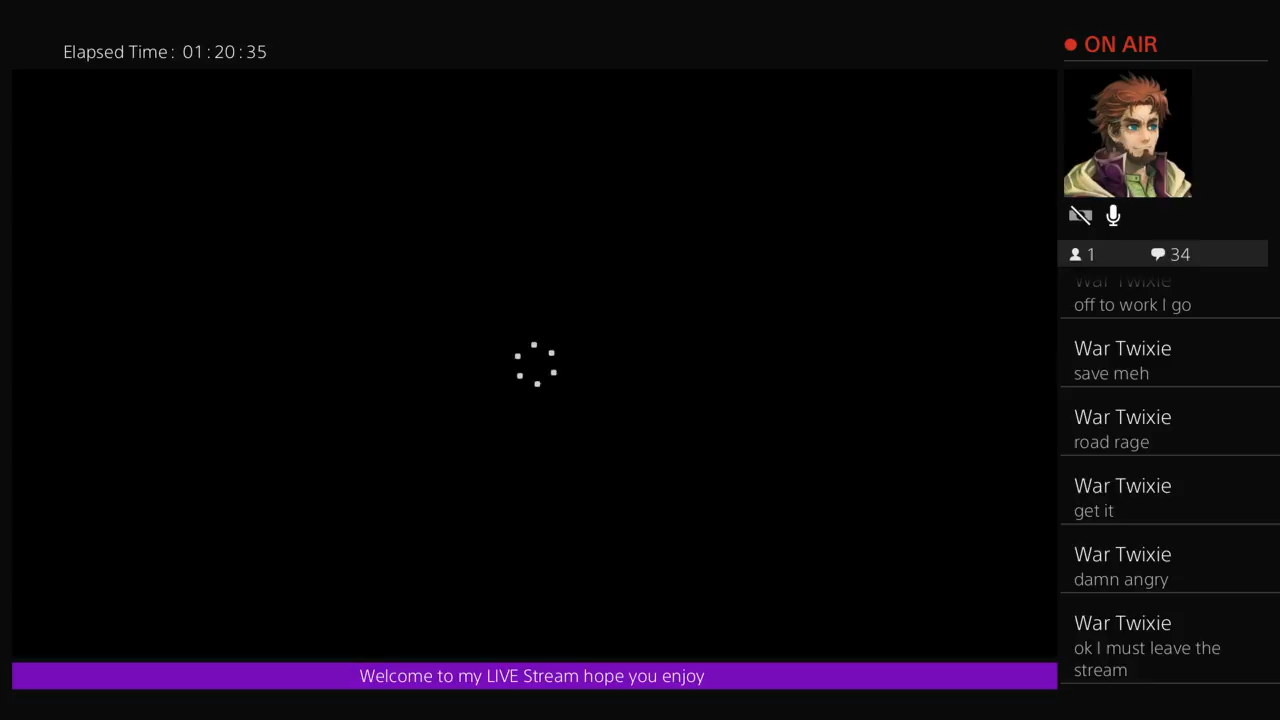 Elapsed Time: 01:20:35
ON AIR
1 34
War Twixie
off to work I go
War Twixie
save meh
War Twixie
road rage
War Twixie
get it
War Twixie
damn angry
War Twixie
ok I must leave the
stream
Welcome to my LIVE Stream hope you enjoy